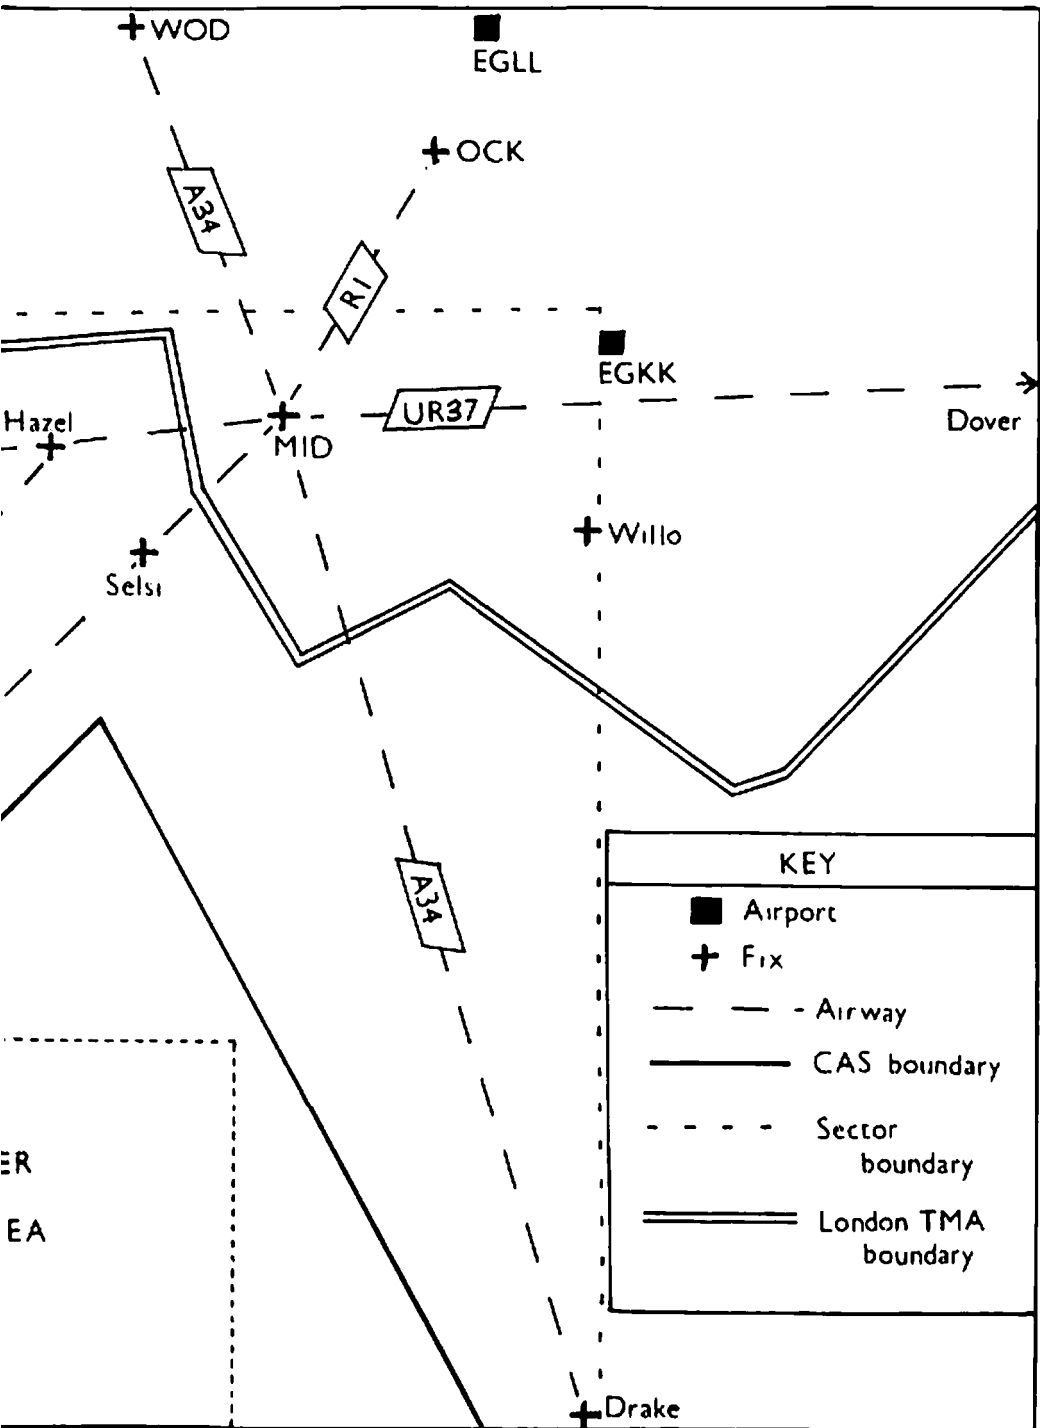 WOD
EGLL
OCK
A34
R1
EGKK
Hazel
MID
UR37
Dover
Willo
Selsi
A34
KEY
Airport
Fix
Airway
CAS boundary
Sector
boundary
London TMA
boundary
ER
EA
Drake